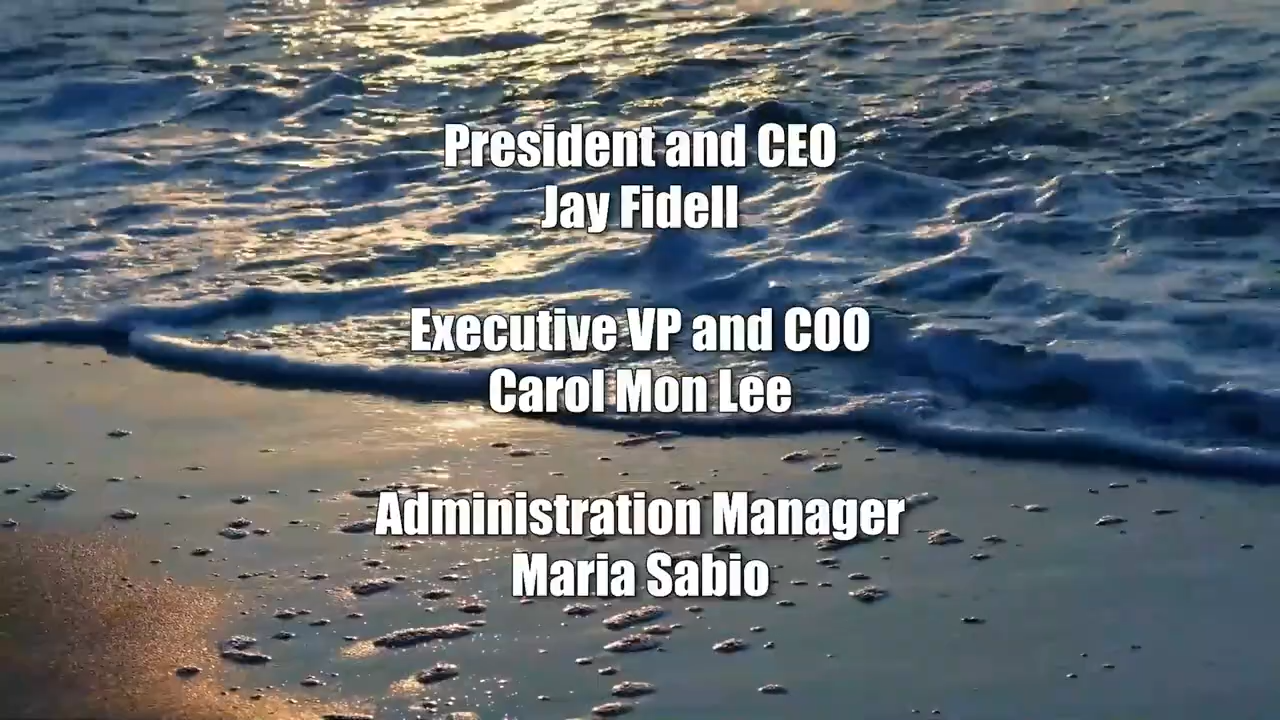 President and CEO
Jay Fidell
Executive VP and COO
Carol Mon Lee
Administration Manager
Maria Sabio